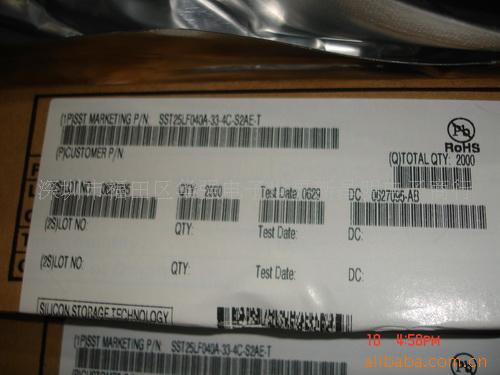 (1P)SST MARKETING P/N SST25LF040A-33-4C-S2AE-T
(P)CUSTOMER P/N
Pb
RoHS
(Q)TOTAL QTY: 2000
QTY: 2000
Test Date: 0629
DC: 0627095-AB
(2S)LOT NO:
QTY:
Test Date:
DC:
(2S)LOT NO:
QTY:
Test Date:
DC:
SILICON STORAGE TECHNOLOGY
(1P)SST MARKETING P/N SST25LF040A-33-4C-S2AE-T
10 4:56PM
alibaba.com.cn